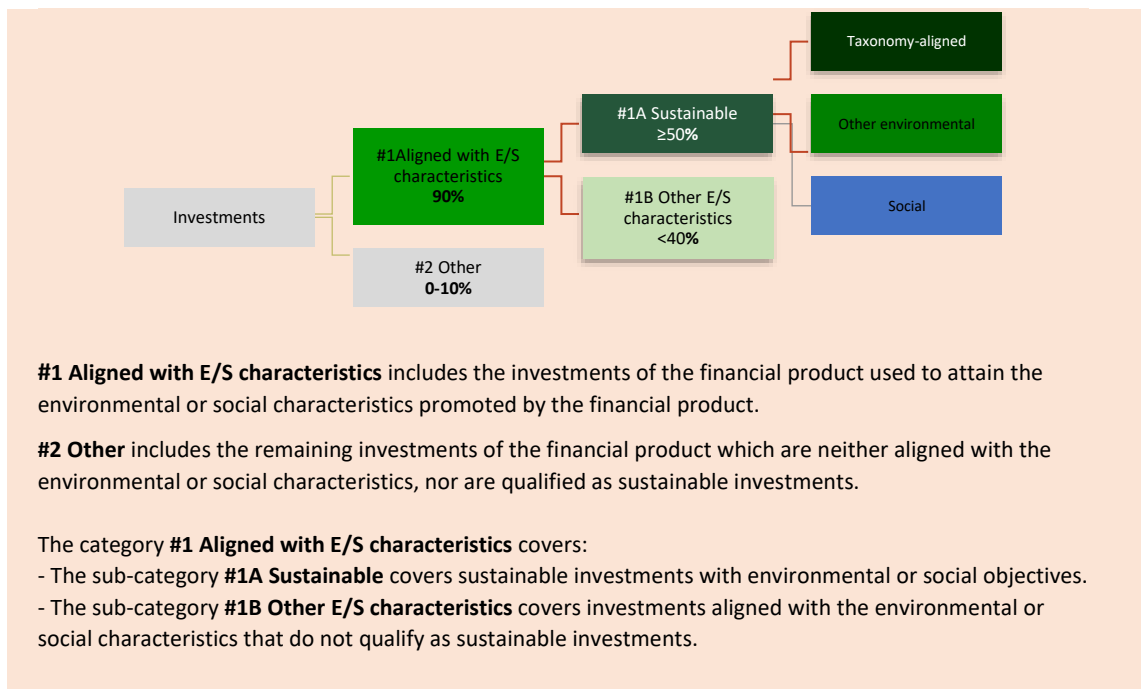 Taxonomy-aligned
#1A Sustainable
≥50%
Other environmental
#1Aligned with E/S
characteristics
90%
#1B Other E/S
characteristics
<40%
Social
Investments
#2 Other
0-10%
#1 Aligned with E/S characteristics includes the investments of the financial product used to attain the
environmental or social characteristics promoted by the financial product.
#2 Other includes the remaining investments of the financial product which are neither aligned with the
environmental or social characteristics, nor are qualified as sustainable investments.
The category #1 Aligned with E/S characteristics covers:
- The sub-category #1A Sustainable covers sustainable investments with environmental or social objectives.
- The sub-category #1B Other E/S characteristics covers investments aligned with the environmental or
social characteristics that do not qualify as sustainable investments.